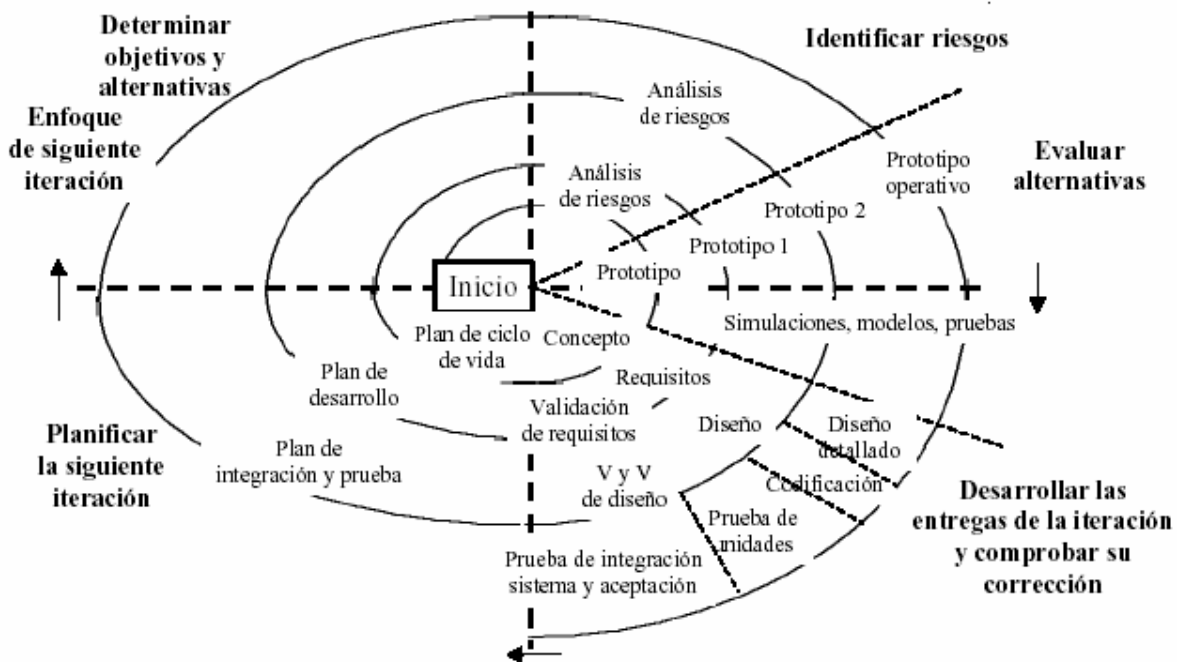 Determinar
objetivos y
alternativas
Identificar riesgos
Enfoque
de siguiente
iteración
Análisis
de riesgos
Evaluar
alternativas
Prototipo
operativo
Análisis
de riesgos
Prototipo 2
Prototipo 1
Prototipo
Inicio
Simulaciones, modelos, pruebas
Plan de ciclo
de vida
Concepto
Requisitos
Plan de
desarrollo
Validación
de requisitos
Diseño
Diseño
detallado
Planificar
la siguiente
iteración
Plan de
integración y prueba
V y V
de diseño
Codificación
Prueba de
unidades
Desarrollar las
entregas de la iteración
y comprobar su
corrección
Prueba de integración
sistema y aceptación